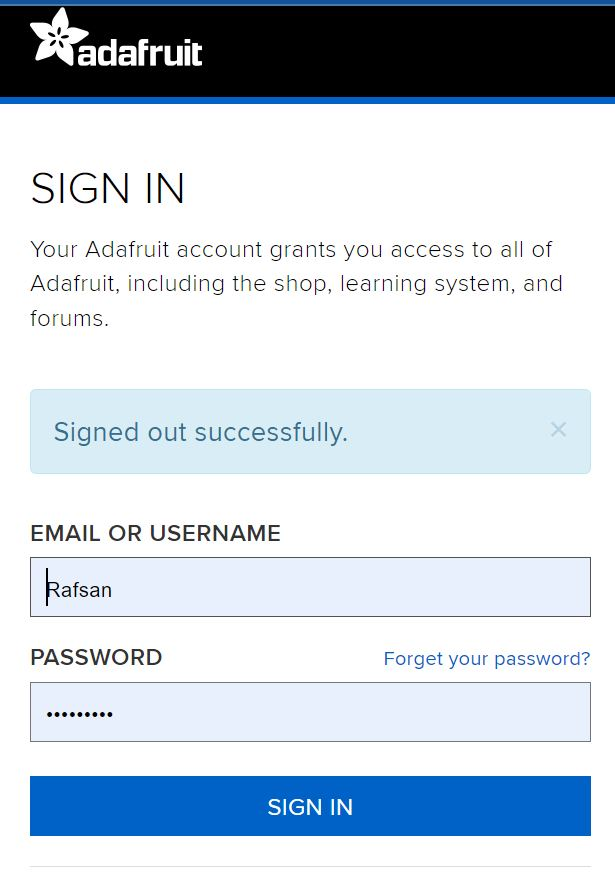 adafruit
SIGN IN
Your Adafruit account grants you access to all of
Adafruit, including the shop, learning system, and
forums.
Signed out successfully. ×
EMAIL OR USERNAME
Rafsan
PASSWORD Forget your password?
•••••••••
SIGN IN